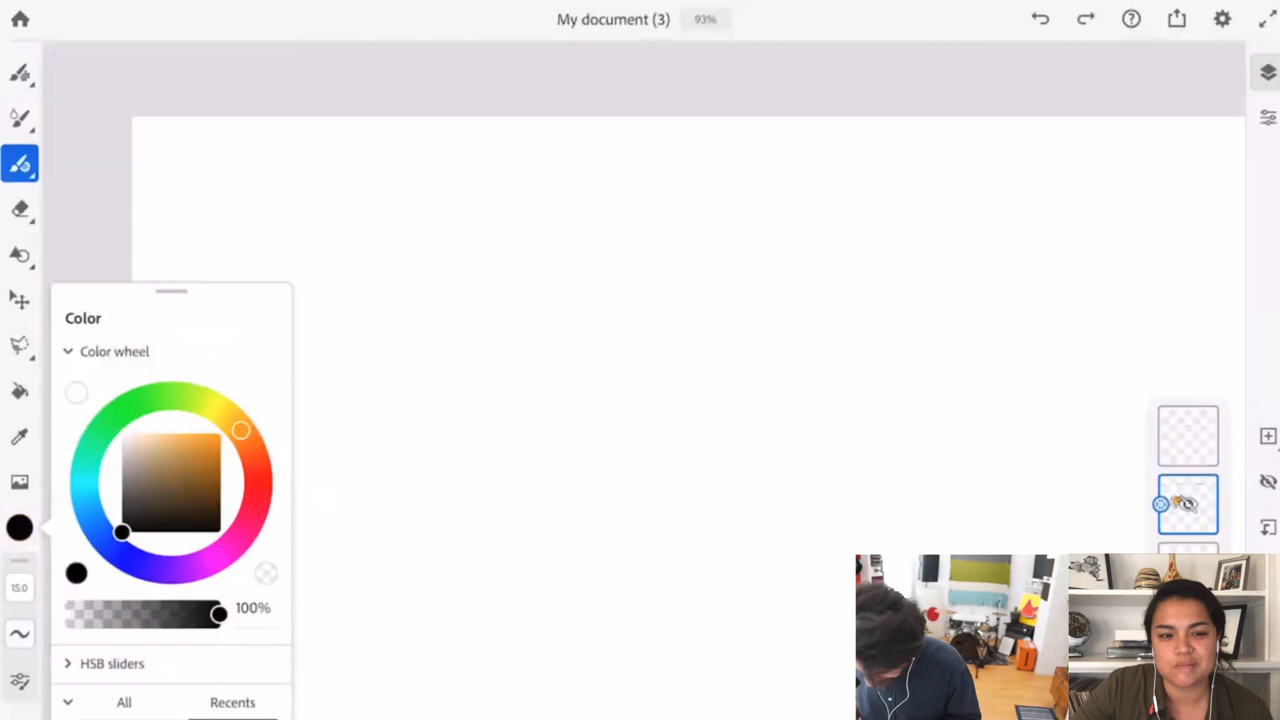 My document (3)
93%
Color
Color wheel
15.0
100%
HSB sliders
All
Recents